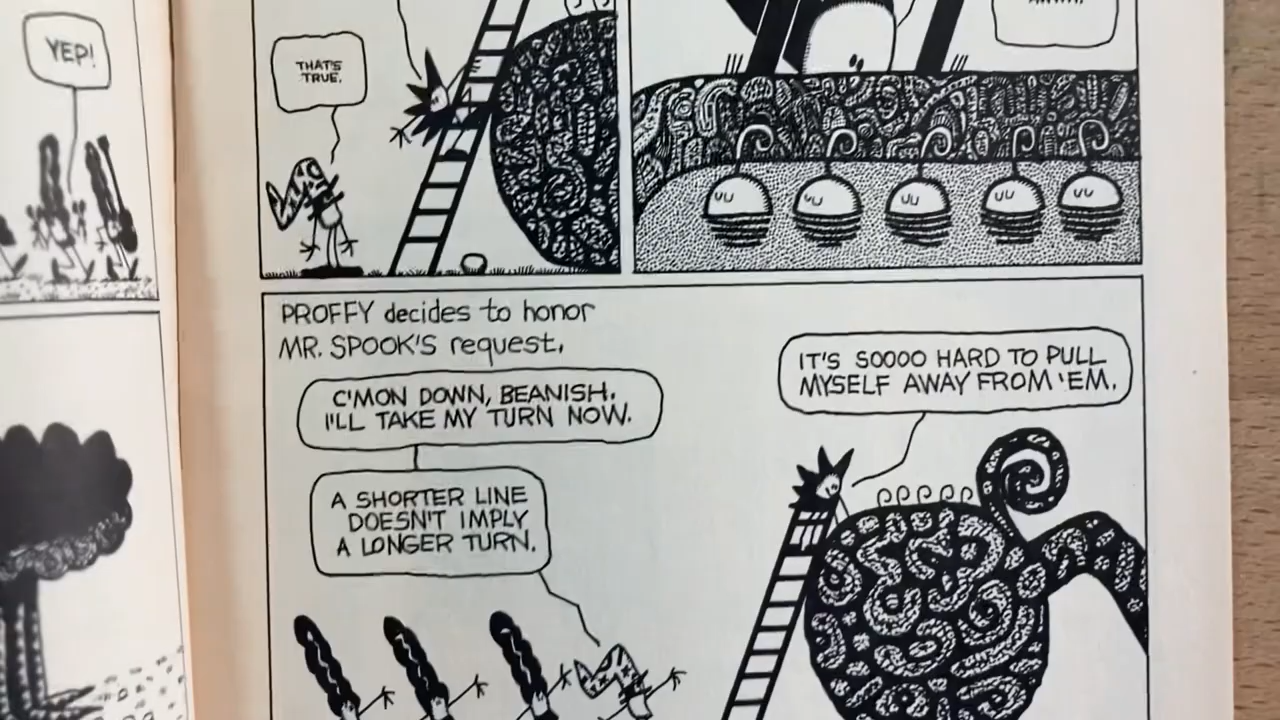 YEP!
THAT'S
TRUE.
PROFFY decides to honor
MR. SPOOK'S request.
C'MON DOWN, BEANISH.
I'LL TAKE MY TURN NOW.
A SHORTER LINE
DOESN'T IMPLY
A LONGER TURN.
IT'S SOOOO HARD TO PULL
MYSELF AWAY FROM 'EM.